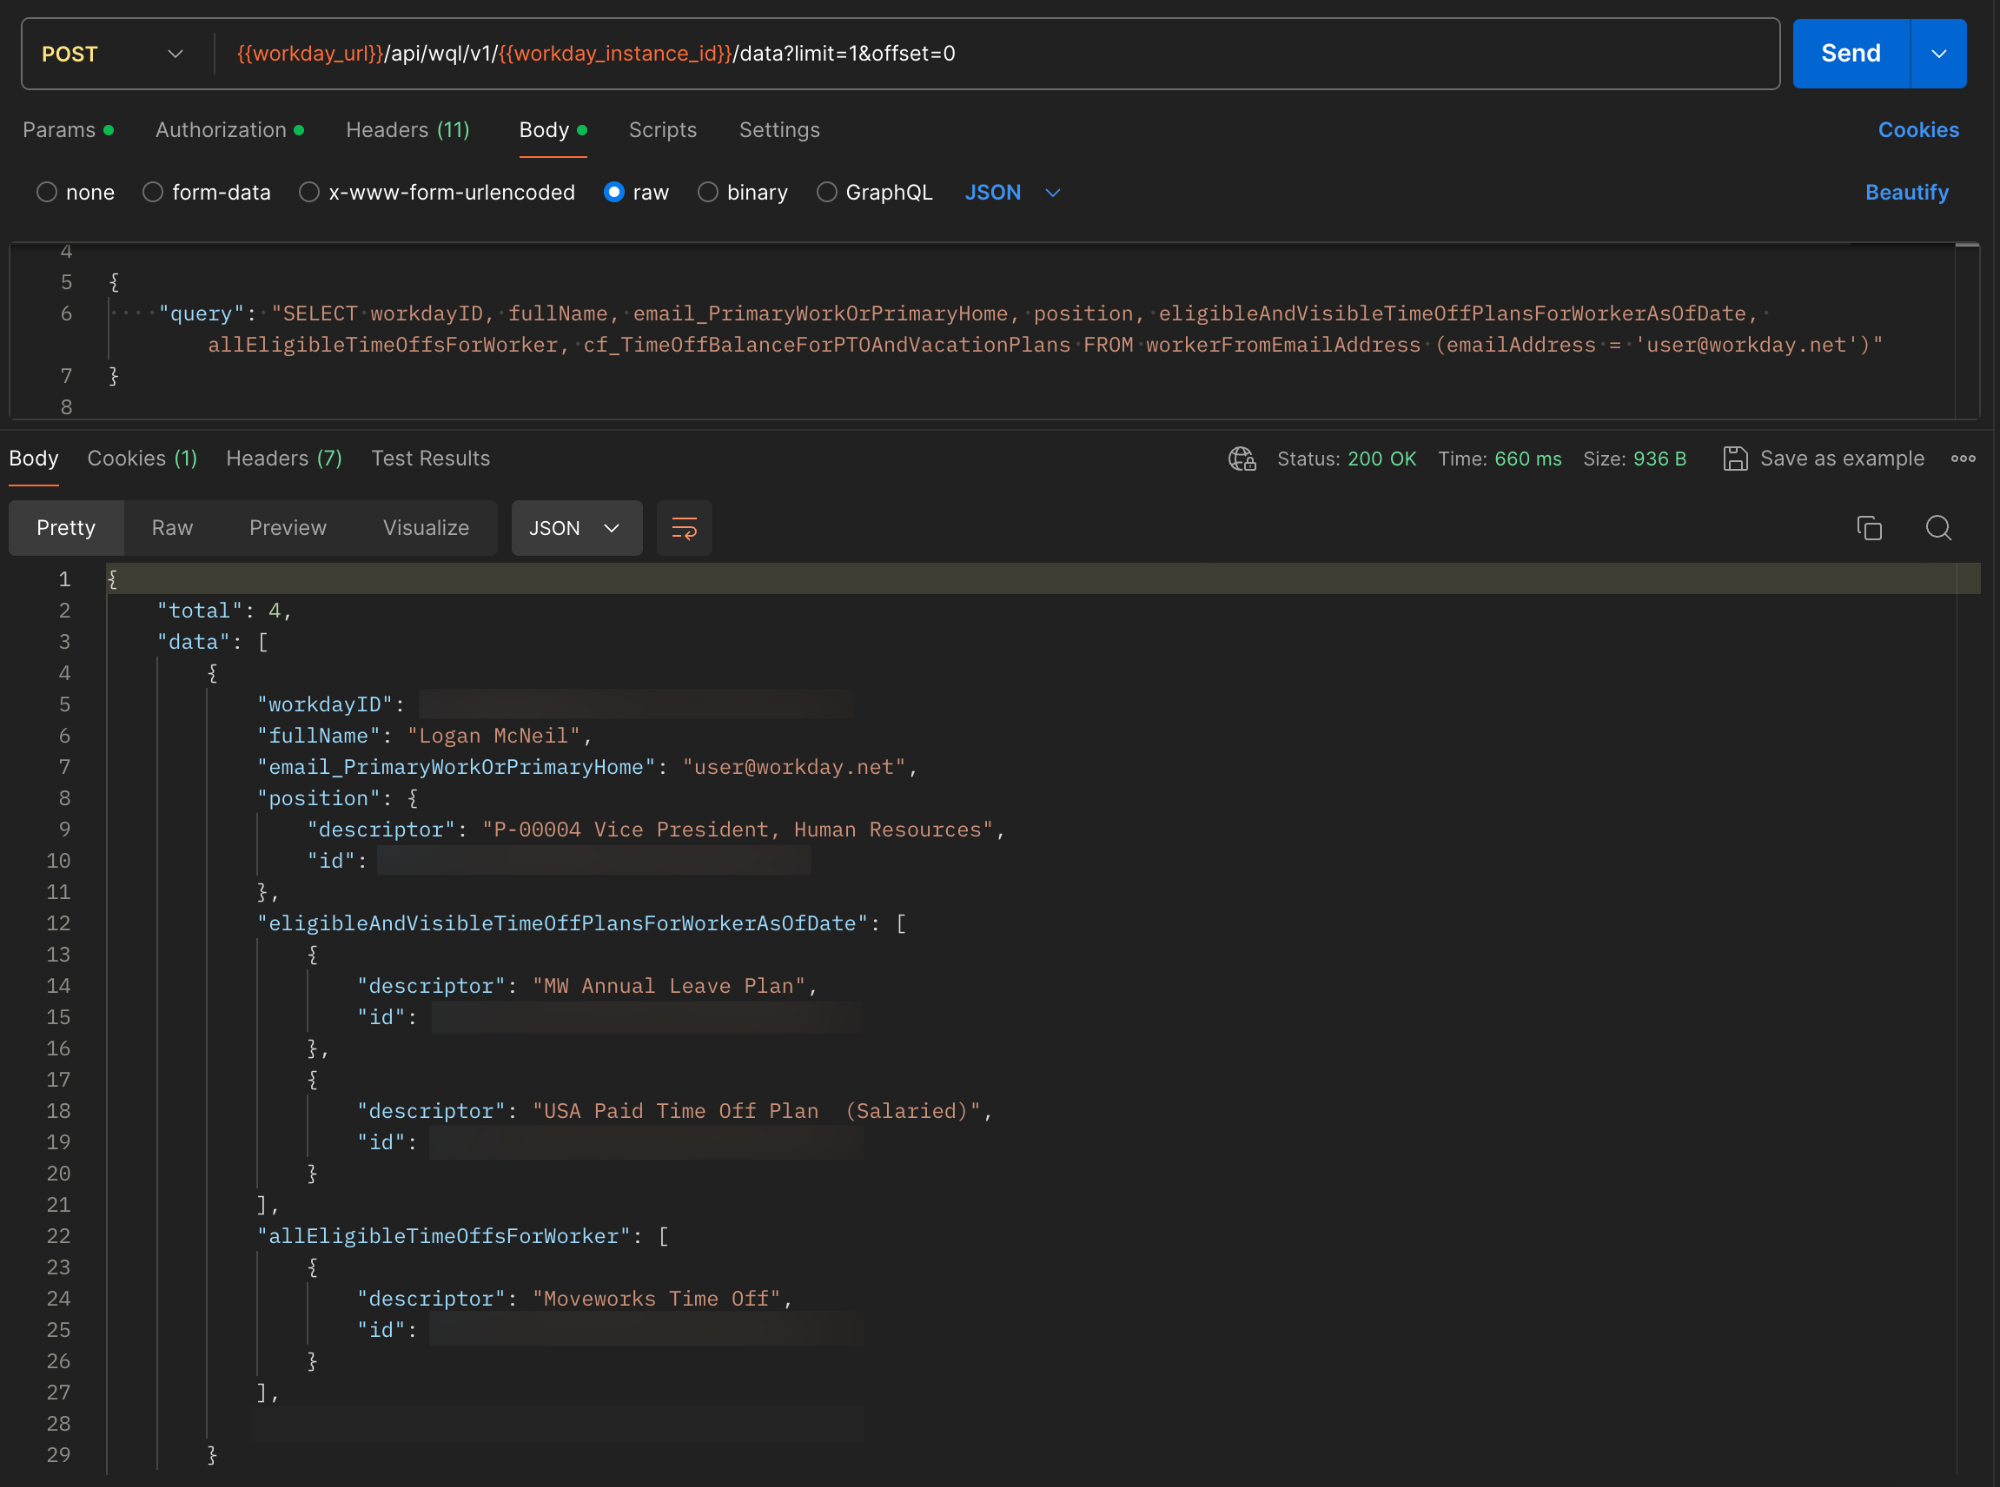 POST {{workday_url}}/api/wql/v1/{{workday_instance_id}}/data?limit=1&offset=0 Send
Params Authorization Headers (11) Body Scripts Settings Cookies
none form-data x-www-form-urlencoded raw binary GraphQL JSON Beautify
4
5 {
6 "query": "SELECT workdayID, fullName, email_PrimaryWorkOrPrimaryHome, position, eligibleAndVisibleTimeOffPlansForWorkerAsOfDate,
allEligibleTimeOffsForWorker, cf_TimeOffBalanceForPTOAndVacationPlans FROM workerFromEmailAddress (emailAddress = 'user@workday.net')"
7 }
8
Body Cookies (1) Headers (7) Test Results Status: 200 OK Time: 660 ms Size: 936 B Save as example
Pretty Raw Preview Visualize JSON
1 {
2 "total": 4,
3 "data": [
4 {
5 "workdayID":
6 "fullName": "Logan McNeil",
7 "email_PrimaryWorkOrPrimaryHome": "user@workday.net",
8 "position": {
9 "descriptor": "P-00004 Vice President, Human Resources",
10 "id":
11 },
12 "eligibleAndVisibleTimeOffPlansForWorkerAsOfDate": [
13 {
14 "descriptor": "MW Annual Leave Plan",
15 "id":
16 },
17 {
18 "descriptor": "USA Paid Time Off Plan  (Salaried)",
19 "id":
20 }
21 ],
22 "allEligibleTimeOffsForWorker": [
23 {
24 "descriptor": "Moveworks Time Off",
25 "id":
26 }
27 ],
28
29 }